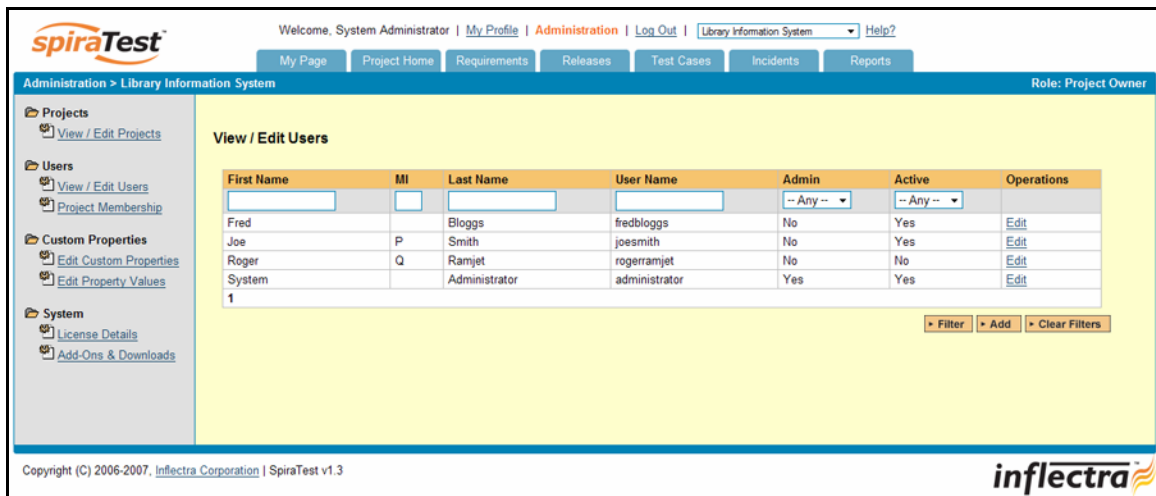 spiraTest
Welcome, System Administrator | My Profile | Administration | Log Out | Library Information System Help?
My Page Project Home Requirements Releases Test Cases Incidents Reports
Administration > Library Information System Role: Project Owner
Projects
View / Edit Projects
Users
View / Edit Users
Project Membership
Custom Properties
Edit Custom Properties
Edit Property Values
System
License Details
Add-Ons & Downloads
View / Edit Users
First Name MI Last Name User Name Admin Active Operations
-- Any -- -- Any --
Fred Bloggs fredbloggs No Yes Edit
Joe P Smith joesmith No Yes Edit
Roger Q Ramjet rogerramjet No No Edit
System Administrator administrator Yes Yes Edit
1
Filter Add Clear Filters
Copyright (C) 2006-2007, Inflectra Corporation | SpiraTest v1.3
inflectra